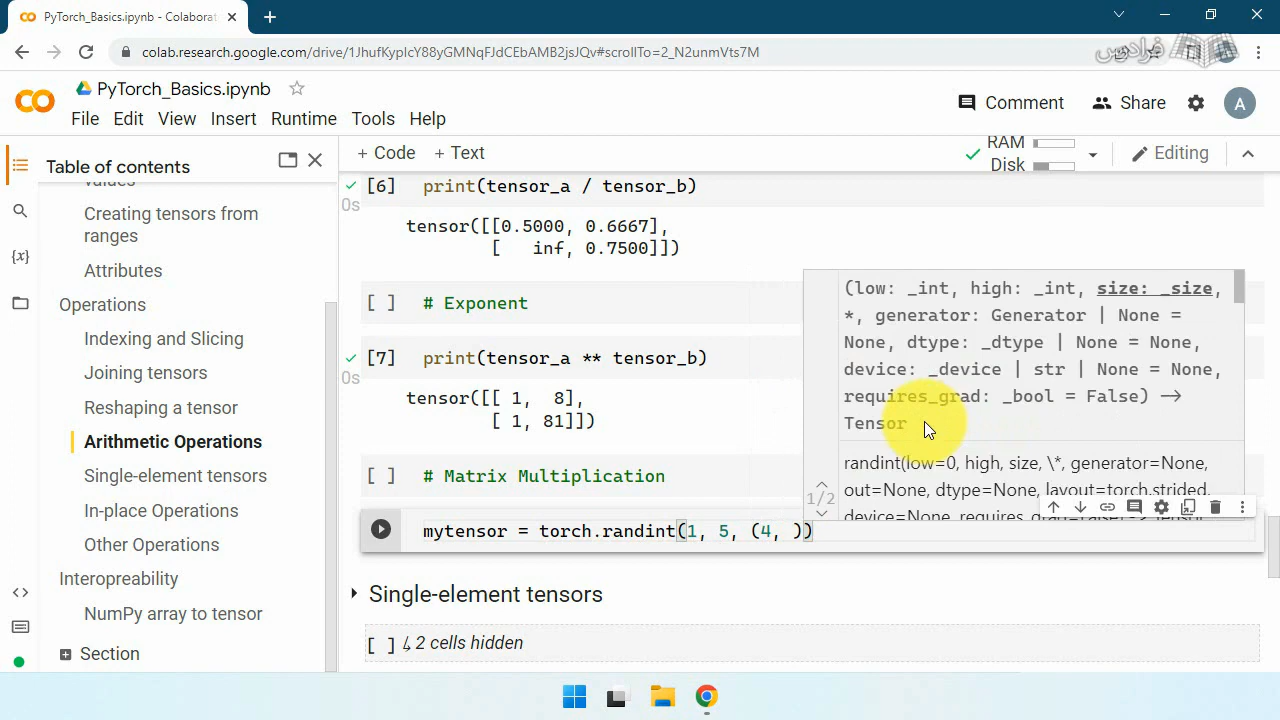 PyTorch_Basics.ipynb - Colaborat
colab.research.google.com/drive/1JhufKypIcY88yGMNqFJdCEbAMB2jsJQv#scrollTo=2_N2unmVts7M
فرادرس
PyTorch_Basics.ipynb
Comment
Share
A
File Edit View Insert Runtime Tools Help
Table of contents
+ Code + Text
RAM
Disk
Editing
values
Creating tensors from
ranges
Attributes
Operations
Indexing and Slicing
Joining tensors
Reshaping a tensor
Arithmetic Operations
Single-element tensors
In-place Operations
Other Operations
Interoperability
NumPy array to tensor
Section
{x}
[6] print(tensor_a / tensor_b)
0s
tensor([[0.5000, 0.6667],
[ inf, 0.7500]])
[ ] # Exponent
[7] print(tensor_a ** tensor_b)
0s
tensor([[ 1, 8],
[ 1, 81]])
[ ] # Matrix Multiplication
(low: _int, high: _int, size: _size,
*, generator: Generator | None =
None, dtype: _dtype | None = None,
device: _device | str | None = None,
requires_grad: _bool = False) ->
Tensor
randint(low=0, high, size, \*, generator=None,
1/2
out=None, dtype=None, layout=torch.strided,
mytensor = torch.randint(1, 5, (4, ))
Single-element tensors
[ ] ↳ 2 cells hidden